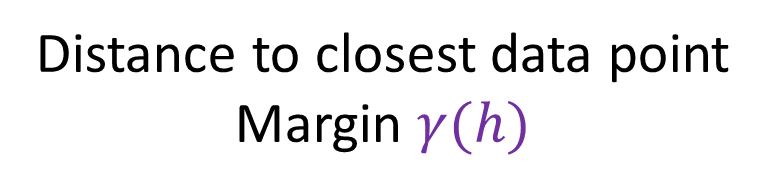 Distance to closest data point
Margin γ(h)